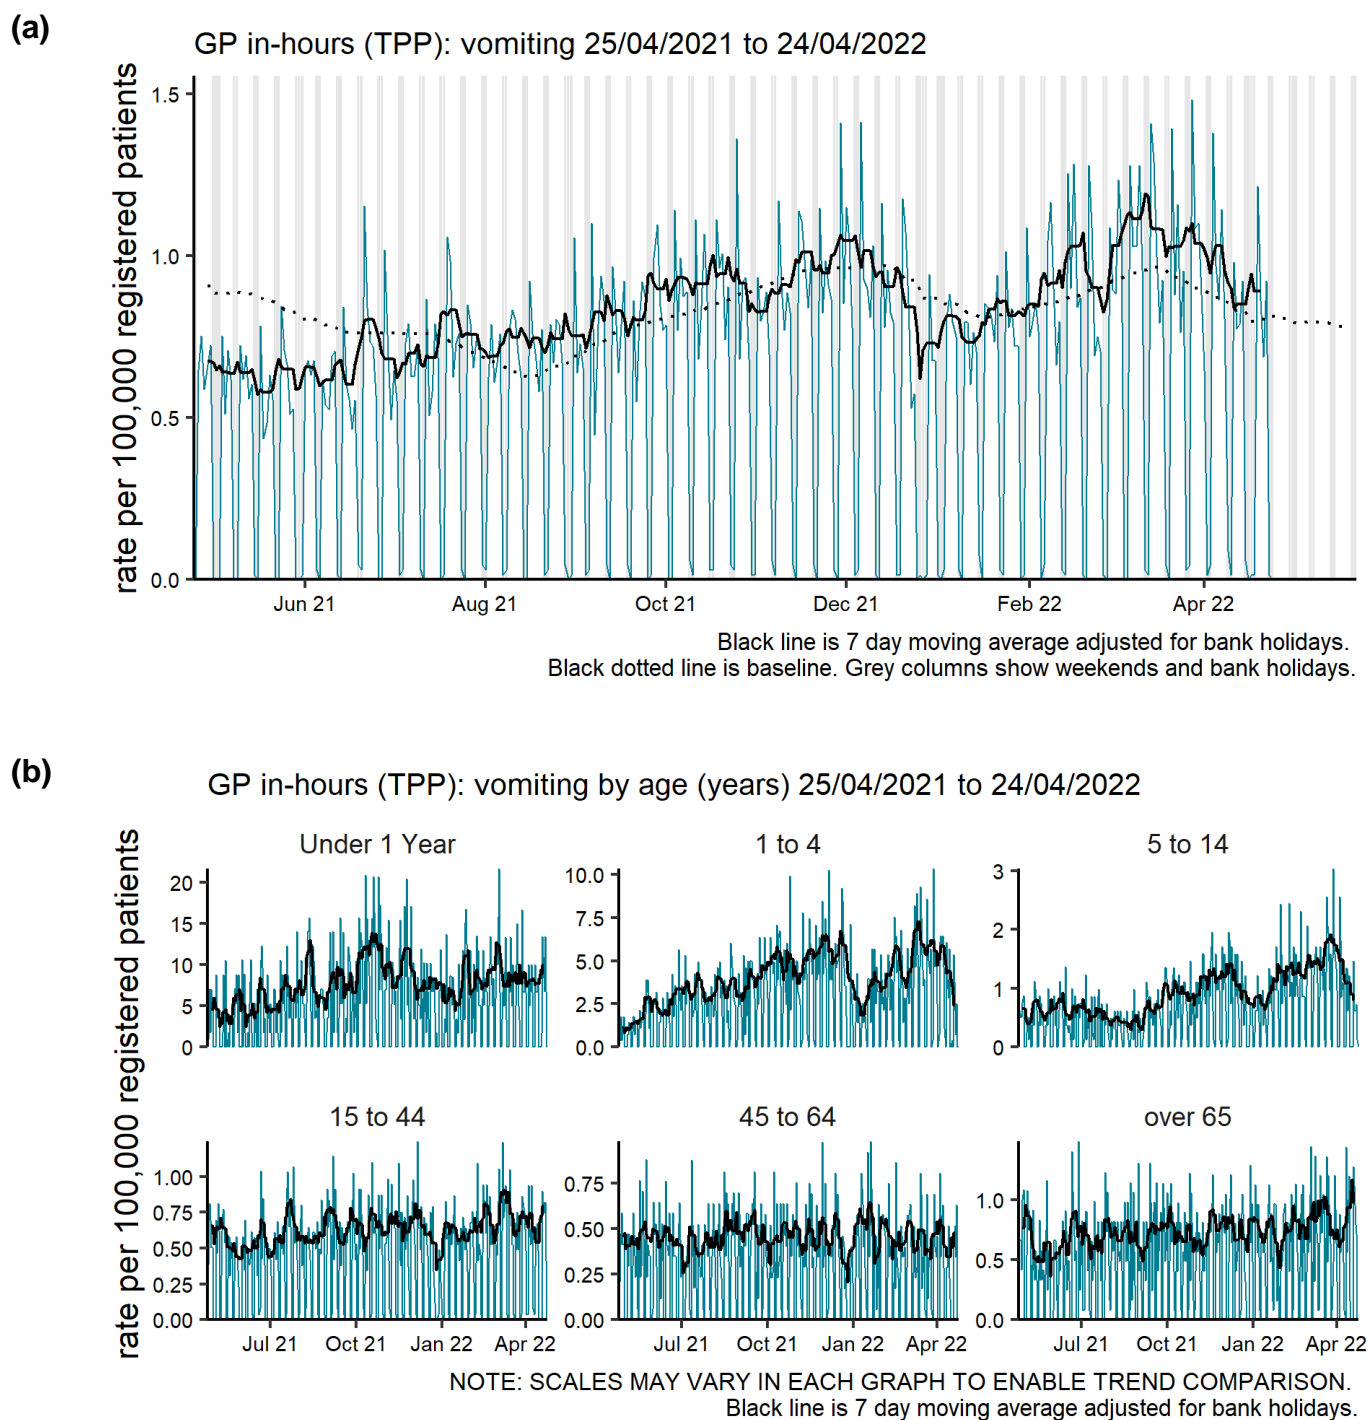 (a)
GP in-hours (TPP): vomiting 25/04/2021 to 24/04/2022
rate per 100,000 registered patients
1.5
1.0
0.5
0.0
Jun 21 Aug 21 Oct 21 Dec 21 Feb 22 Apr 22
Black line is 7 day moving average adjusted for bank holidays.
Black dotted line is baseline. Grey columns show weekends and bank holidays.
(b)
GP in-hours (TPP): vomiting by age (years) 25/04/2021 to 24/04/2022
rate per 100,000 registered patients
Under 1 Year
20
15
10
5
0
1 to 4
10.0
7.5
5.0
2.5
0.0
5 to 14
3
2
1
0
15 to 44
1.00
0.75
0.50
0.25
0.00
Jul 21 Oct 21 Jan 22 Apr 22
45 to 64
0.75
0.50
0.25
0.00
Jul 21 Oct 21 Jan 22 Apr 22
over 65
1.0
0.5
0.0
Jul 21 Oct 21 Jan 22 Apr 22
NOTE: SCALES MAY VARY IN EACH GRAPH TO ENABLE TREND COMPARISON.
Black line is 7 day moving average adjusted for bank holidays.